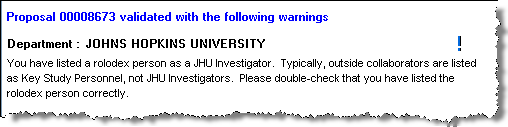 Proposal 00008673 validated with the following warnings
Department : JOHNS HOPKINS UNIVERSITY !
You have listed a rolodex person as a JHU Investigator. Typically, outside collaborators are listed
as Key Study Personnel, not JHU Investigators. Please double-check that you have listed the
rolodex person correctly.